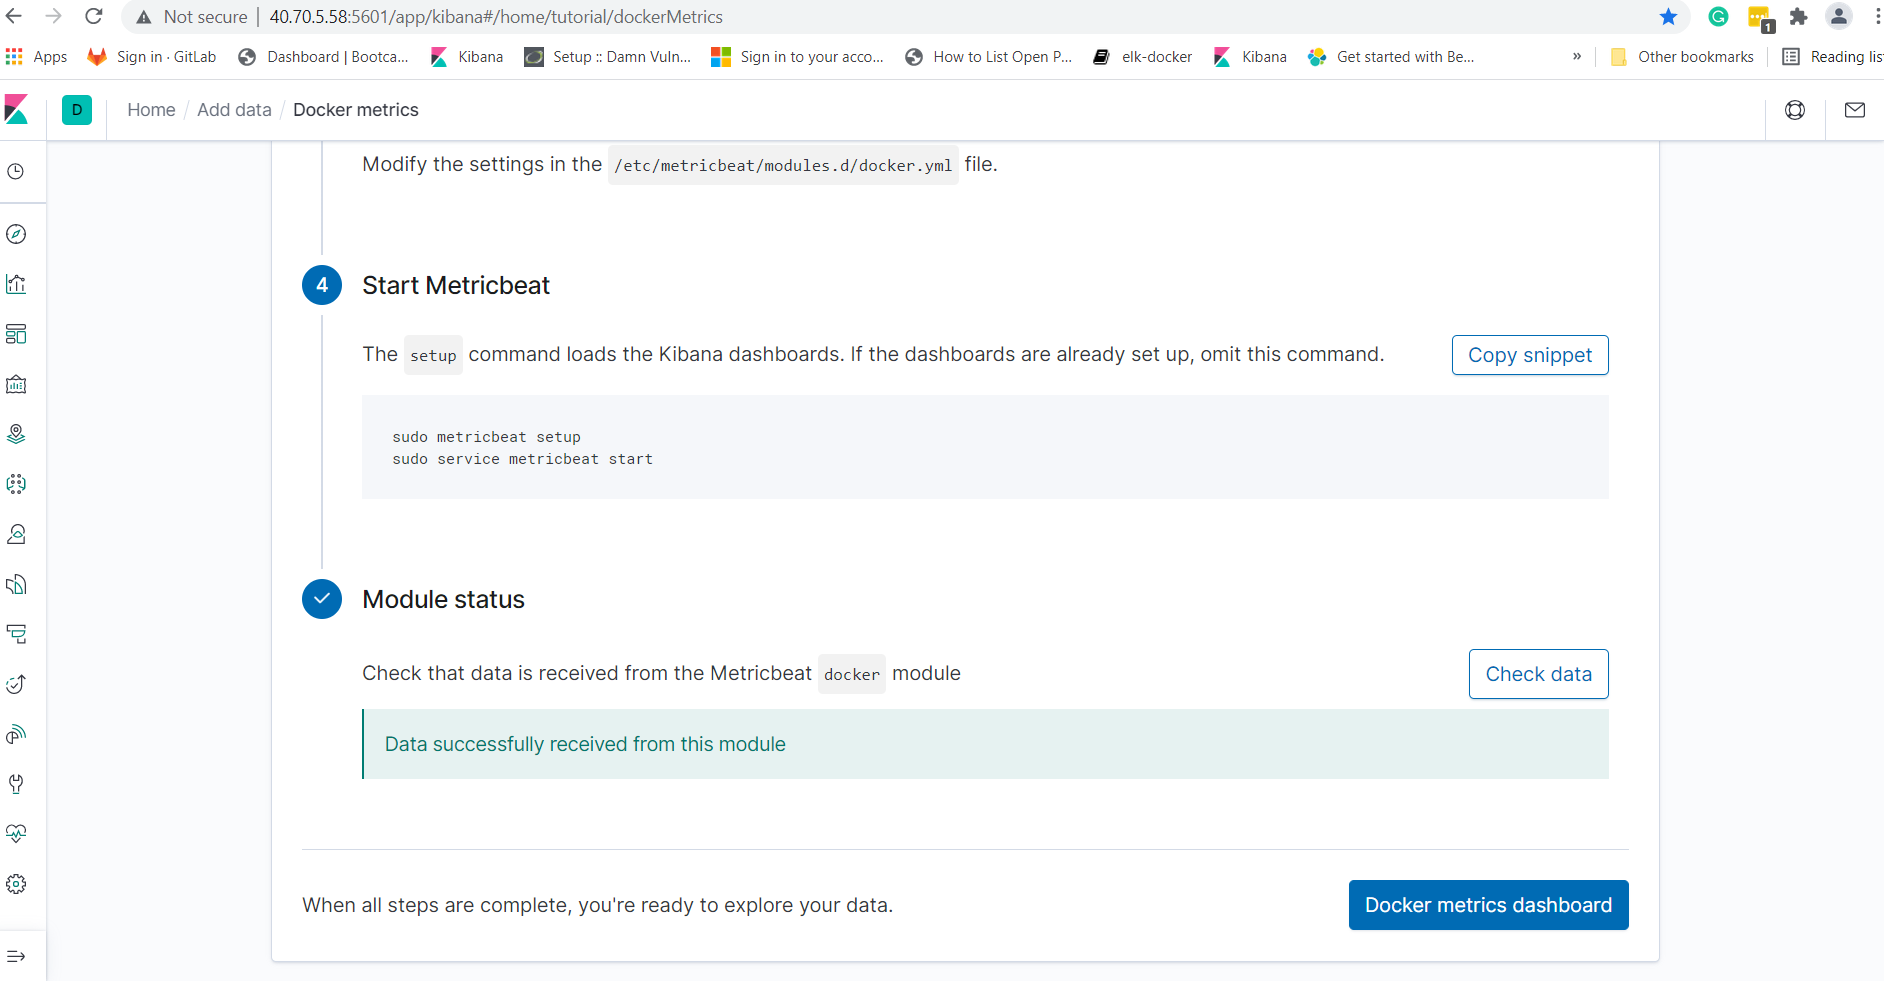 Not secure | 40.70.5.58:5601/app/kibana#/home/tutorial/dockerMetrics
1
Apps
Sign in · GitLab
Dashboard | Bootca...
Kibana
Setup :: Damn Vuln...
Sign in to your acco...
How to List Open P...
elk-docker
Kibana
Get started with Be...
»
Other bookmarks
Reading lis
D
Home / Add data / Docker metrics
Modify the settings in the /etc/metricbeat/modules.d/docker.yml file.
4
Start Metricbeat
The setup command loads the Kibana dashboards. If the dashboards are already set up, omit this command.
Copy snippet
sudo metricbeat setup
sudo service metricbeat start
Module status
Check that data is received from the Metricbeat docker module
Check data
Data successfully received from this module
When all steps are complete, you're ready to explore your data.
Docker metrics dashboard